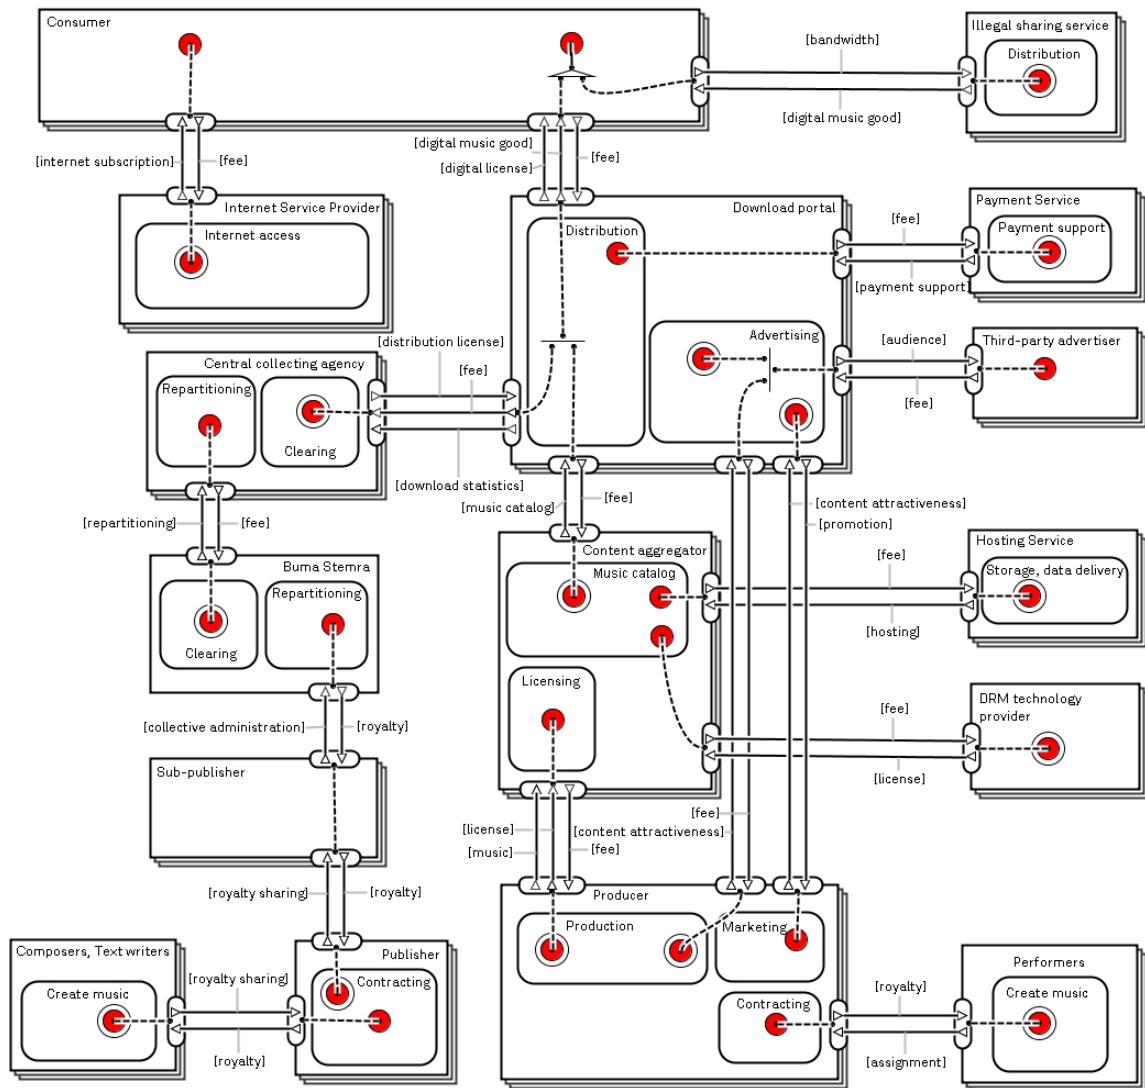 Consumer
Illegal sharing service
[bandwidth]
Distribution
[digital music good]
[digital music good]
[internet subscription]
[fee]
[digital license]
[fee]
Internet Service Provider
Internet access
Download portal
Distribution
[fee]
Payment Service
Payment support
[payment support]
Advertising
[audience]
Third-party advertiser
[fee]
[distribution license]
Central collecting agency
[fee]
Repartitioning
Clearing
[download statistics]
[music catalog]
[fee]
[content attractiveness]
[promotion]
[repartitioning]
[fee]
Buma Stemra
Repartitioning
Clearing
Content aggregator
Music catalog
[fee]
Hosting Service
Storage, data delivery
[hosting]
Licensing
[fee]
DRM technology
provider
[license]
[collective administration]
[royalty]
Sub-publisher
[fee]
[license]
[content attractiveness]
[music]
[fee]
[royalty sharing]
[royalty]
Producer
Production
Marketing
Contracting
Composers, Text writers
Create music
[royalty sharing]
[royalty]
Publisher
Contracting
[royalty]
[assignment]
Performers
Create music